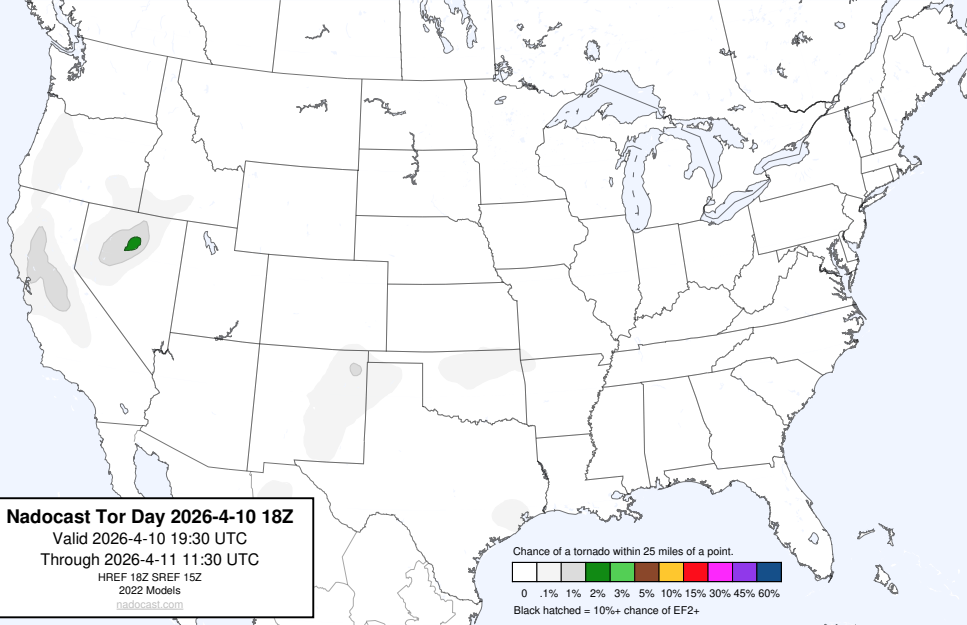 Nadocast Tor Day 2026-4-10 18Z
Valid 2026-4-10 19:30 UTC
Through 2026-4-11 11:30 UTC
HREF 18Z SREF 15Z
2022 Models
nadocast.com
Chance of a tornado within 25 miles of a point.
0 .1% 1% 2% 3% 5% 10% 15% 30% 45% 60%
Black hatched = 10%+ chance of EF2+